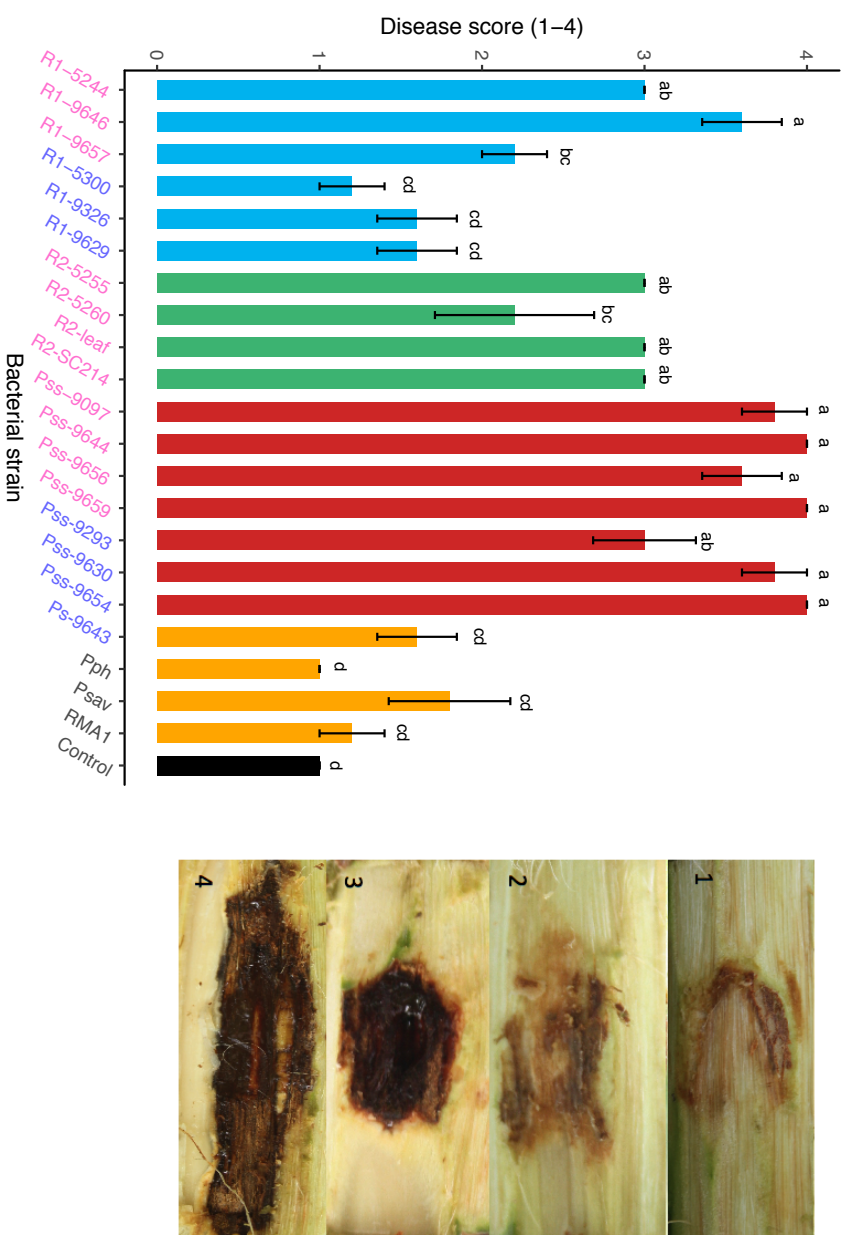 Disease score (1−4)
0
1
2
3
4
ab
a
bc
cd
cd
cd
ab
bc
ab
ab
a
a
a
a
ab
a
a
cd
d
cd
cd
d
R1−5244
R1−9646
R1−9657
R1−5300
R1-9326
R1-9629
R2-5255
R2-5260
R2-leaf
R2-SC214
Pss−9097
Pss-9644
Pss-9656
Pss-9659
Pss-9293
Pss-9630
Pss-9654
Ps-9643
Pph
Psav
RMA1
Control
Bacterial strain
1
2
3
4